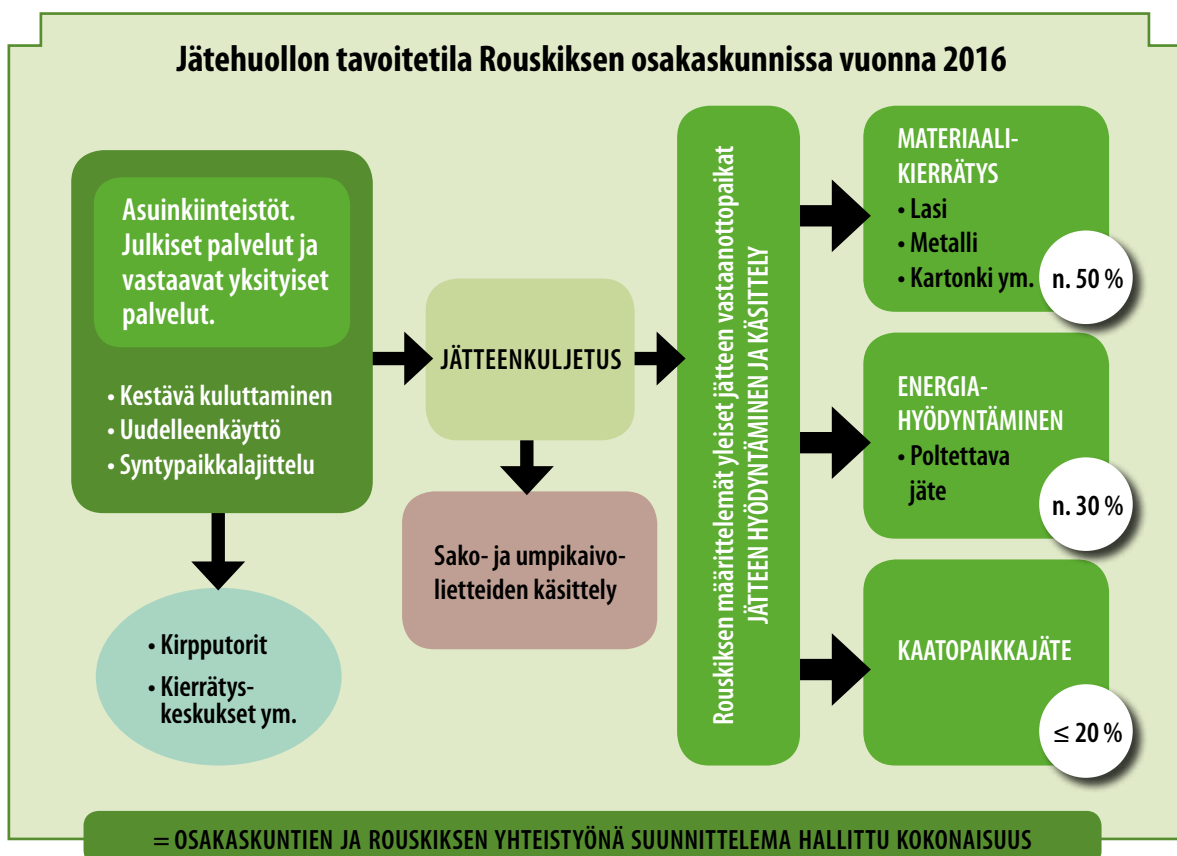 Jätehuollon tavoitetila Rouskiksen osakaskunnissa vuonna 2016
Asuinkiinteistöt.
Julkiset palvelut ja
vastaavat yksityiset
palvelut.
• Kestävä kuluttaminen
• Uudelleenkäyttö
• Syntypaikkalajittelu
• Kirpputorit
• Kierrätys-
keskukset ym.
JÄTTEENKULJETUS
Sako- ja umpikaivo-
lietteiden käsittely
Rouskiksen määrittelemät yleiset jätteen vastaanottopaikat
JÄTTEEN HYÖDYNTÄMINEN JA KÄSITTELY
MATERIAALI-
KIERRÄTYS
• Lasi
• Metalli
• Kartonki ym.
n. 50 %
ENERGIA-
HYÖDYNTÄMINEN
• Poltettava
jäte
n. 30 %
KAATOPAIKKAJÄTE
≤ 20 %
= OSAKASKUNTIEN JA ROUSKIKSEN YHTEISTYÖNÄ SUUNNITTELEMA HALLITTU KOKONAISUUS